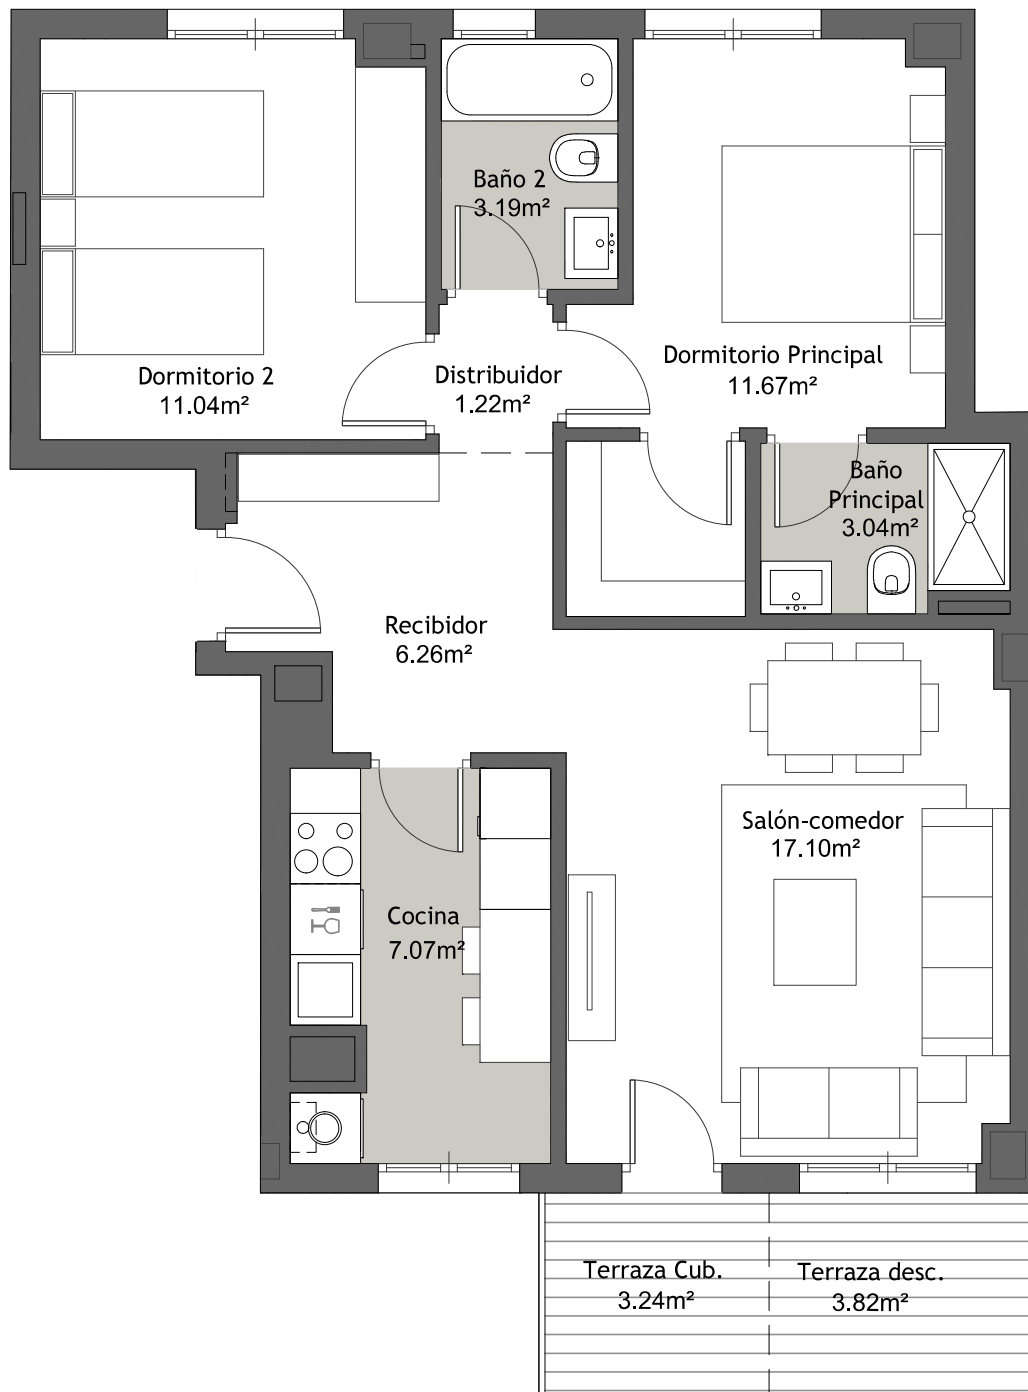 Baño 2
3.19m²
Dormitorio Principal
11.67m²
Dormitorio 2
11.04m²
Distribuidor
1.22m²
Baño
Principal
3.04m²
Recibidor
6.26m²
Salón-comedor
17.10m²
Cocina
7.07m²
Terraza Cub.
3.24m²
Terraza desc.
3.82m²